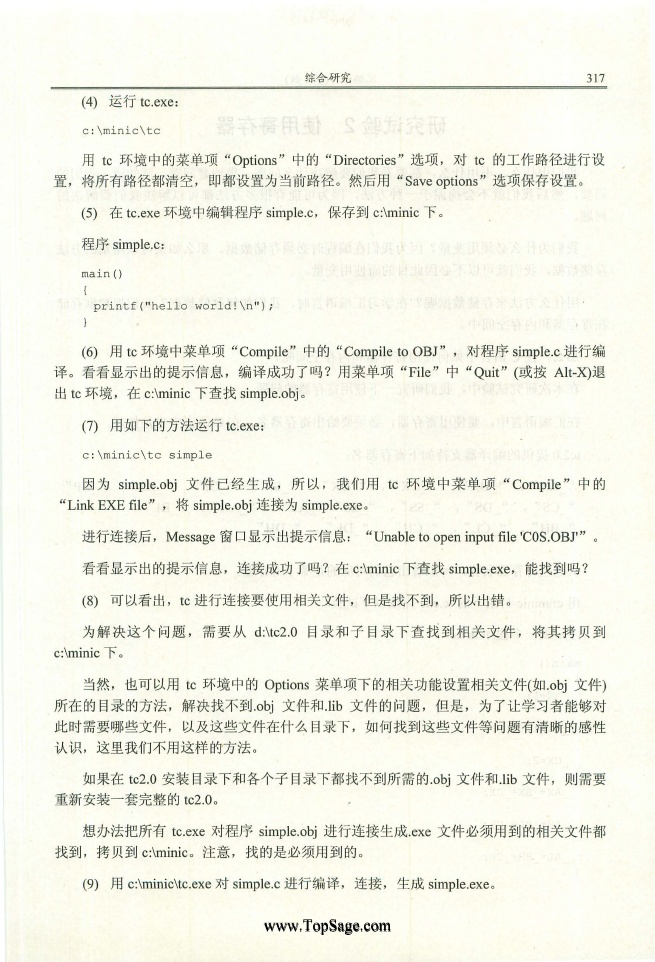 综合研究 317
(4) 运行 tc.exe：
c:\minic\tc
用 tc 环境中的菜单项“Options”中的“Directories”选项，对 tc 的工作路径进行设
置，将所有路径都清空，即都设置为当前路径。然后用“Save options”选项保存设置。
(5) 在 tc.exe 环境中编辑程序 simple.c，保存到 c:\minic 下。
程序 simple.c：
main()
{
printf("hello world!\n");
}
(6) 用 tc 环境中菜单项“Compile”中的“Compile to OBJ”，对程序 simple.c 进行编
译。看看显示出的提示信息，编译成功了吗？用菜单项“File”中“Quit”(或按 Alt-X)退
出 tc 环境，在 c:\minic 下查找 simple.obj。
(7) 用如下的方法运行 tc.exe：
c:\minic\tc simple
因为 simple.obj 文件已经生成，所以，我们用 tc 环境中菜单项“Compile”中的
“Link EXE file”，将 simple.obj 连接为 simple.exe。
进行连接后，Message 窗口显示出提示信息：“Unable to open input file 'C0S.OBJ'”。
看看显示出的提示信息，连接成功了吗？在 c:\minic 下查找 simple.exe，能找到吗？
(8) 可以看出，tc 进行连接要使用相关文件，但是找不到，所以出错。
为解决这个问题，需要从 d:\tc2.0 目录和子目录下查找到相关文件，将其拷贝到
c:\minic 下。
当然，也可以用 tc 环境中的 Options 菜单项下的相关功能设置相关文件(如.obj 文件)
所在的目录的方法，解决找不到.obj 文件和.lib 文件的问题，但是，为了让学习者能够对
此时需要哪些文件，以及这些文件在什么目录下，如何找到这些文件等问题有清晰的感性
认识，这里我们不用这样的方法。
如果在 tc2.0 安装目录下和各个子目录下都找不到所需的.obj 文件和.lib 文件，则需要
重新安装一套完整的 tc2.0。
想办法把所有 tc.exe 对程序 simple.obj 进行连接生成.exe 文件必须用到的相关文件都
找到，拷贝到 c:\minic。注意，找的是必须用到的。
(9) 用 c:\minic\tc.exe 对 simple.c 进行编译，连接，生成 simple.exe。
www.TopSage.com